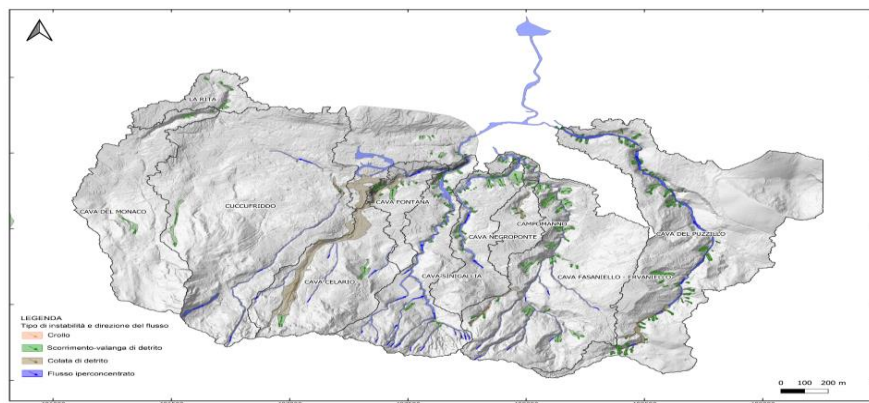 LA RITA
CAVA DEL MONACO
CUCCUFRIDDO
CAVA FONTANA
CAVA CELARIO
CAVA SINIGALLIA
CAVA NEGROPONTE
CAMPOMANNO
CAVA FASANIELLO - ERVANIELLO
CAVA DEL PUZZILLO
LEGENDA
Tipo di instabilità e direzione del flusso
Crollo
Scorrimento-valanga di detrito
Colata di detrito
Flusso iperconcentrato
0 100 200 m